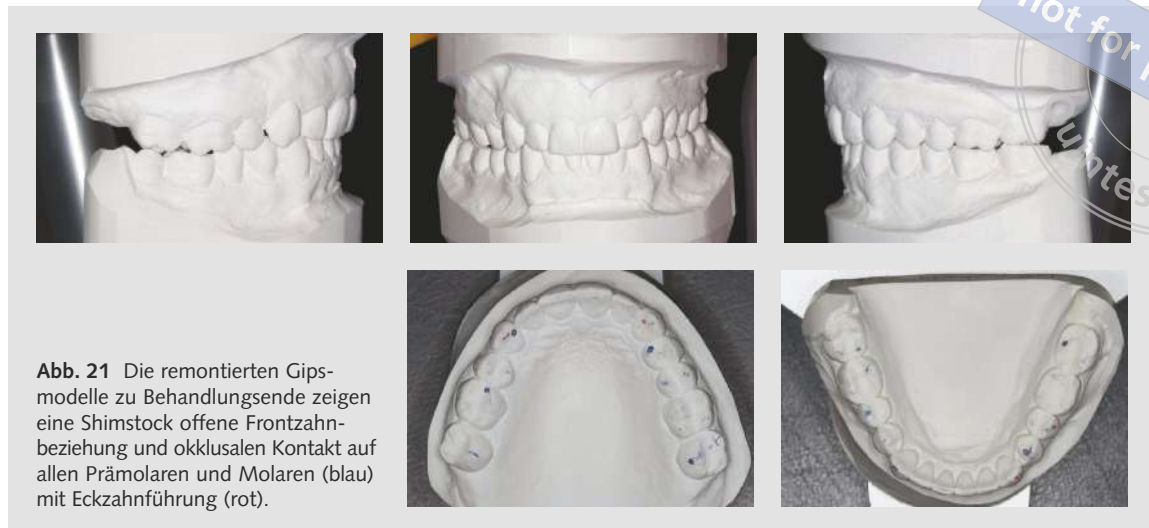 not for
Abb. 21 Die remontierten Gips-
modelle zu Behandlungsende zeigen
eine Shimstock offene Frontzahn-
beziehung und okklusalen Kontakt auf
allen Prämolaren und Molaren (blau)
mit Eckzahnführung (rot).